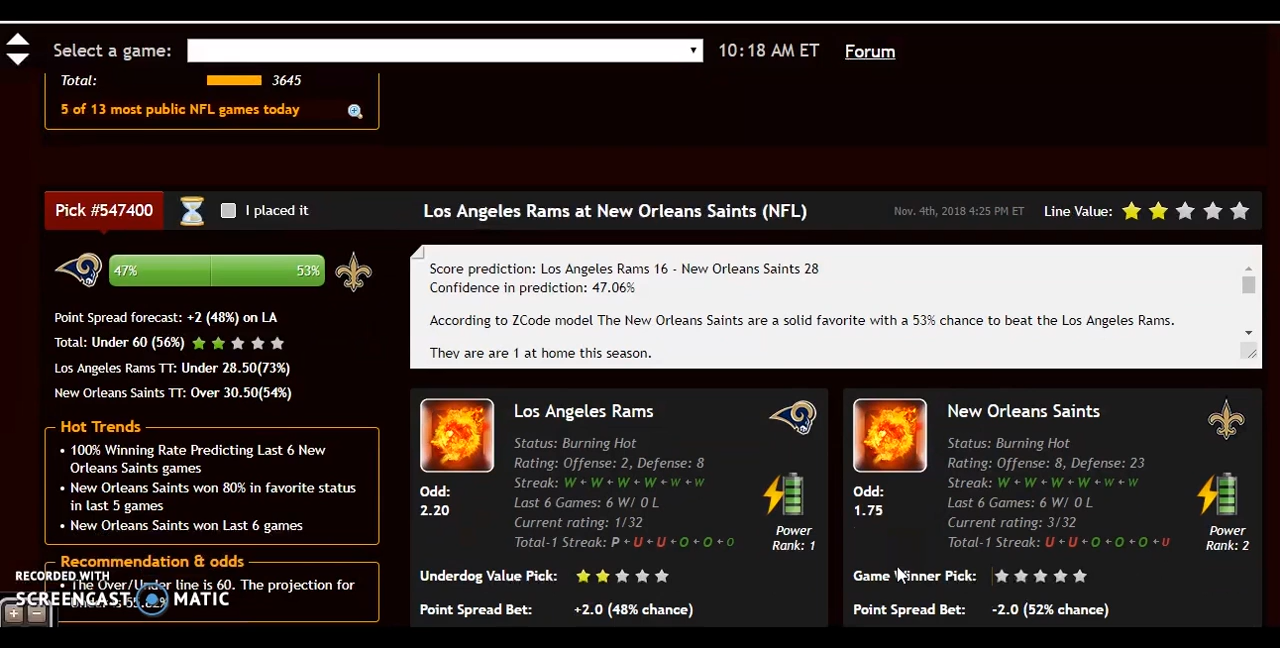 Select a game:
10:18 AM ET
Forum
Total:
3645
5 of 13 most public NFL games today
Pick #547400
I placed it
Los Angeles Rams at New Orleans Saints (NFL)
Nov. 4th, 2018 4:25 PM ET
Line Value:
47%
53%
Point Spread forecast: +2 (48%) on LA
Total: Under 60 (56%)
Los Angeles Rams TT: Under 28.50(73%)
New Orleans Saints TT: Over 30.50(54%)
Hot Trends
• 100% Winning Rate Predicting Last 6 New
Orleans Saints games
• New Orleans Saints won 80% in favorite status
in last 5 games
• New Orleans Saints won Last 6 games
Recommendation & odds
• The Over/Under line is 60. The projection for
RECORDED WITH
SCREENCAST MATIC
Score prediction: Los Angeles Rams 16 - New Orleans Saints 28
Confidence in prediction: 47.06%
According to ZCode model The New Orleans Saints are a solid favorite with a 53% chance to beat the Los Angeles Rams.
They are are 1 at home this season.
Los Angeles Rams
Status: Burning Hot
Rating: Offense: 2, Defense: 8
Streak: W ← W ← W ← W ← W ← W
Odd:
2.20
Last 6 Games: 6 W/ 0 L
Current rating: 1/32
Total-1 Streak: P ← U ← U ← O ← O ← O
Power
Rank: 1
Underdog Value Pick:
Point Spread Bet:
+2.0 (48% chance)
New Orleans Saints
Status: Burning Hot
Rating: Offense: 8, Defense: 23
Streak: W ← W ← W ← W ← W ← W
Odd:
1.75
Last 6 Games: 6 W/ 0 L
Current rating: 3/32
Total-1 Streak: U ← U ← O ← O ← O ← U
Power
Rank: 2
Game Winner Pick:
Point Spread Bet:
-2.0 (52% chance)